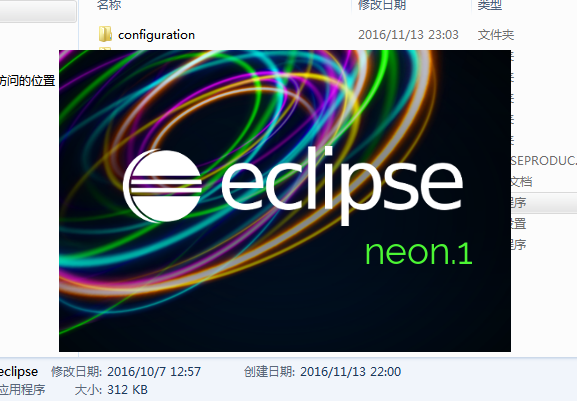 名称 修改日期 类型
configuration 2016/11/13 23:03 文件夹
访问的位置
eclipse
neon.1
SEPRODUC
文档
程序
置
程序
eclipse 修改日期: 2016/10/7 12:57 创建日期: 2016/11/13 22:00
应用程序 大小: 312 KB